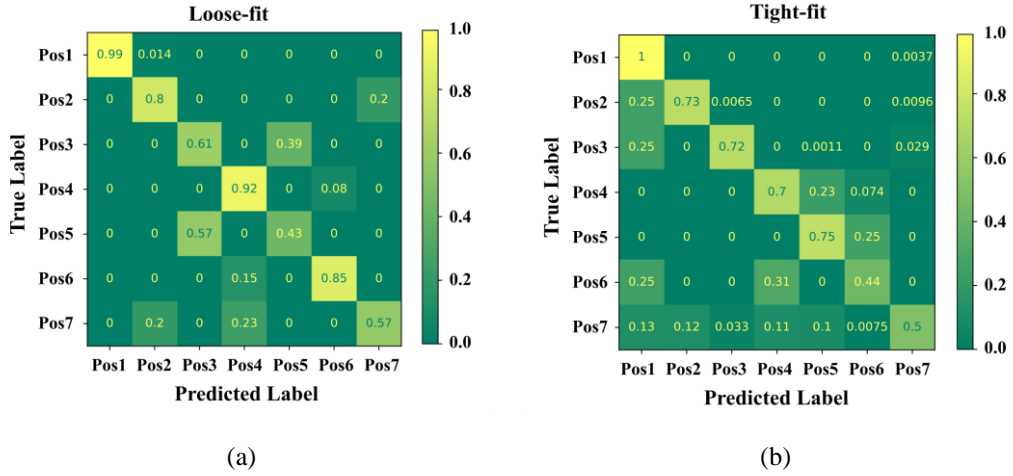 Loose-fit
Pos1 0.99 0.014 0 0 0 0 0
Pos2 0 0.8 0 0 0 0 0.2
Pos3 0 0 0.61 0 0.39 0 0
Pos4 0 0 0 0.92 0 0.08 0
Pos5 0 0 0.57 0 0.43 0 0
Pos6 0 0 0 0.15 0 0.85 0
Pos7 0 0.2 0 0.23 0 0 0.57
Pos1 Pos2 Pos3 Pos4 Pos5 Pos6 Pos7
True Label
Predicted Label
1.0
0.8
0.6
0.4
0.2
0.0
(a)
Tight-fit
Pos1 1 0 0 0 0 0 0.0037
Pos2 0.25 0.73 0.0065 0 0 0 0.0096
Pos3 0.25 0 0.72 0 0.0011 0 0.029
Pos4 0 0 0 0.7 0.23 0.074 0
Pos5 0 0 0 0 0.75 0.25 0
Pos6 0.25 0 0 0.31 0 0.44 0
Pos7 0.13 0.12 0.033 0.11 0.1 0.0075 0.5
Pos1 Pos2 Pos3 Pos4 Pos5 Pos6 Pos7
True Label
Predicted Label
1.0
0.8
0.6
0.4
0.2
0.0
(b)